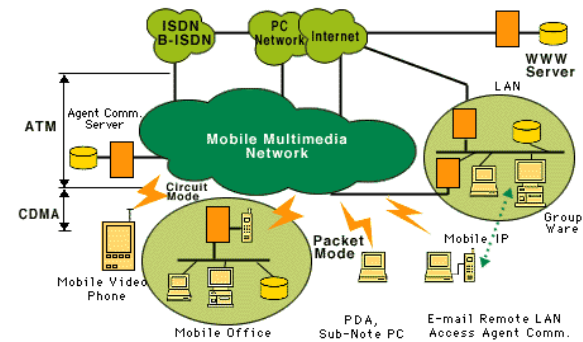 ISDN
B-ISDN
PC
Network
Internet
WWW
Server
LAN
ATM
Agent Comm.
Server
Mobile Multimedia
Network
Circuit
Mode
CDMA
Group
Ware
Mobile IP
Packet
Mode
Mobile Video
Phone
Mobile Office
PDA,
Sub-Note PC
E-mail Remote LAN
Access Agent Comm.